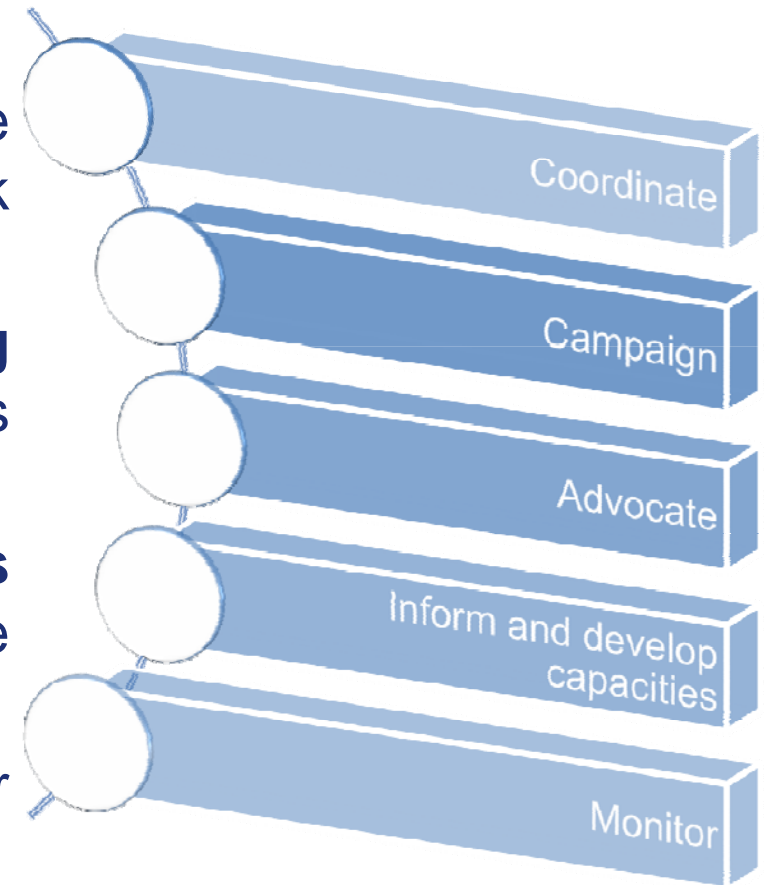 e
k
Coordinate
g
Campaign
s
Advocate
s
e
Inform and develop
capacities
r
Monitor